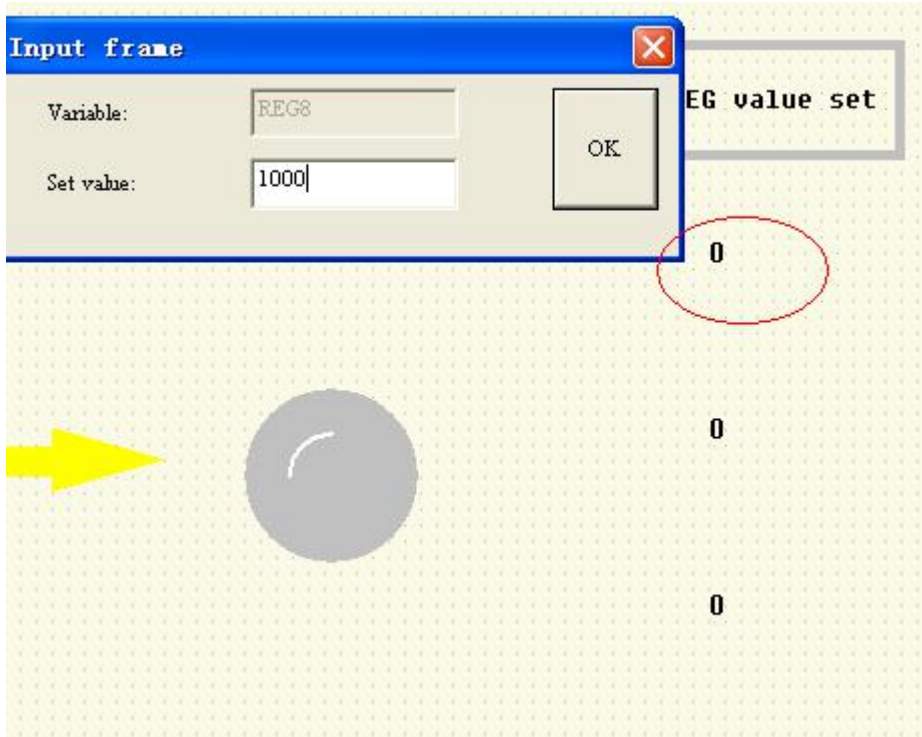 Input frame
EG value set
Variable:
REG8
OK
Set value:
1000
0
0
0